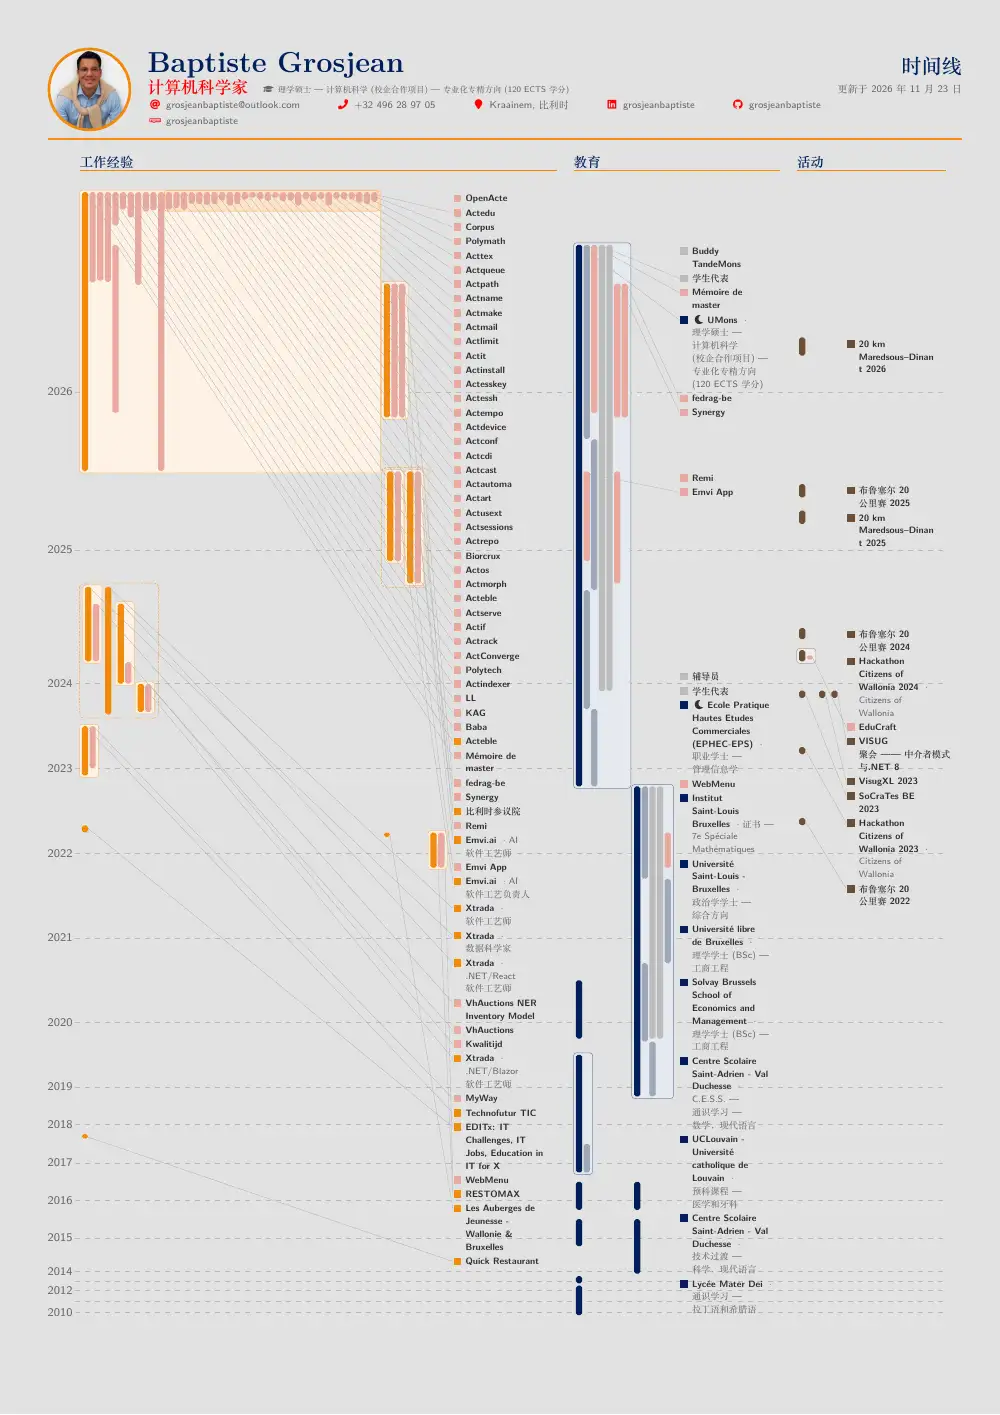 Baptiste Grosjean
时间线
计算机科学家
理学硕士 — 计算机科学 (校企合作项目) — 专业化专精方向 (120 ECTS 学分)
更新于 2026 年 11 月 23 日
grosjeanbaptiste@outlook.com
+32 496 28 97 05
Kraainem, 比利时
grosjeanbaptiste
grosjeanbaptiste
grosjeanbaptiste
工作经验
教育
活动
2026
2025
2024
2023
2022
2021
2020
2019
2018
2017
2016
2015
2014
2012
2010
OpenActe
Actedu
Corpus
Polymath
Acttex
Actqueue
Actpath
Actname
Actmake
Actmail
Actlimit
Actit
Actinstall
Actesskey
Actessh
Actempo
Actdevice
Actconf
Actcdi
Actcast
Actautoma
Actart
Actusext
Actsessions
Actrepo
Biorcrux
Actos
Actmorph
Acteble
Actserve
Actif
Actrack
ActConverge
Polytech
Actindexer
LL
KAG
Baba
Acteble
Mémoire de
master
fedrag-be
Synergy
比利时参议院
Remi
Emvi.ai · AI
软件工艺师
Emvi App
Emvi.ai · AI
软件工艺负责人
Xtrada ·
软件工艺师
Xtrada ·
数据科学家
Xtrada ·
.NET/React
软件工艺师
VhAuctions NER
Inventory Model
VhAuctions
Kwalitijd
Xtrada ·
.NET/Blazor
软件工艺师
MyWay
Technofutur TIC
EDITx: IT
Challenges, IT
Jobs, Education in
IT for X
WebMenu
RESTOMAX
Les Auberges de
Jeunesse -
Wallonie &
Bruxelles
Quick Restaurant
Buddy
TandeMons
学生代表
Mémoire de
master
UMons ·
理学硕士 —
计算机科学
(校企合作项目) —
专业化专精方向
(120 ECTS 学分)
fedrag-be
Synergy
Remi
Emvi App
辅导员
学生代表
Ecole Pratique
Hautes Etudes
Commerciales
(EPHEC-EPS) ·
职业学士 —
管理信息学
WebMenu
Institut
Saint-Louis
Bruxelles · 证书 —
7e Spéciale
Mathématiques
Université
Saint-Louis -
Bruxelles ·
政治学学士 —
综合方向
Université libre
de Bruxelles ·
理学学士 (BSc) —
工商工程
Solvay Brussels
School of
Economics and
Management ·
理学学士 (BSc) —
工商工程
Centre Scolaire
Saint-Adrien - Val
Duchesse ·
C.E.S.S. —
通识学习 —
数学、现代语言
UCLouvain -
Université
catholique de
Louvain ·
预科课程 —
医学和牙科
Centre Scolaire
Saint-Adrien - Val
Duchesse ·
技术过渡 —
科学、现代语言
Lycée Mater Dei
通识学习 —
拉丁语和希腊语
20 km
Maredsous–Dinan
t 2026
布鲁塞尔 20
公里赛 2025
20 km
Maredsous–Dinan
t 2025
布鲁塞尔 20
公里赛 2024
Hackathon
Citizens of
Wallonia 2024 ·
Citizens of
Wallonia
EduCraft
VISUG
聚会 —— 中介者模式
与.NET 8
VisugXL 2023
SoCraTes BE
2023
Hackathon
Citizens of
Wallonia 2023 ·
Citizens of
Wallonia
布鲁塞尔 20
公里赛 2022